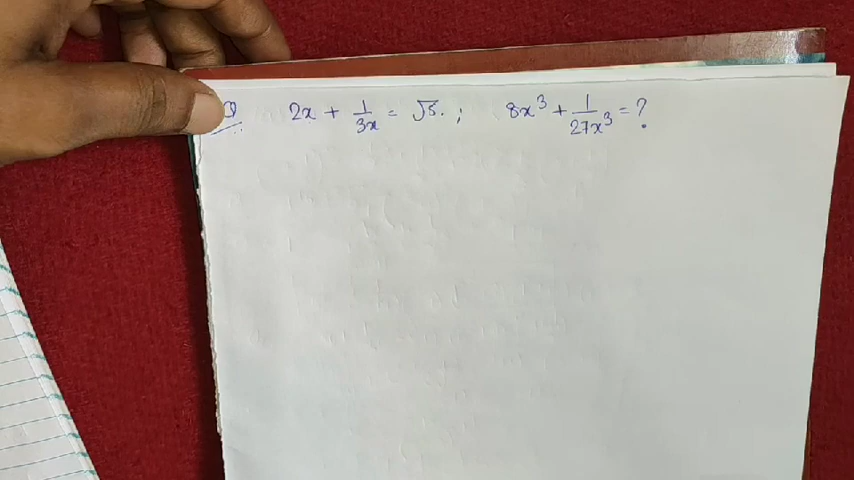 Q 2x + 1/3x = √5. ; 8x³ + 1/27x³ = ?